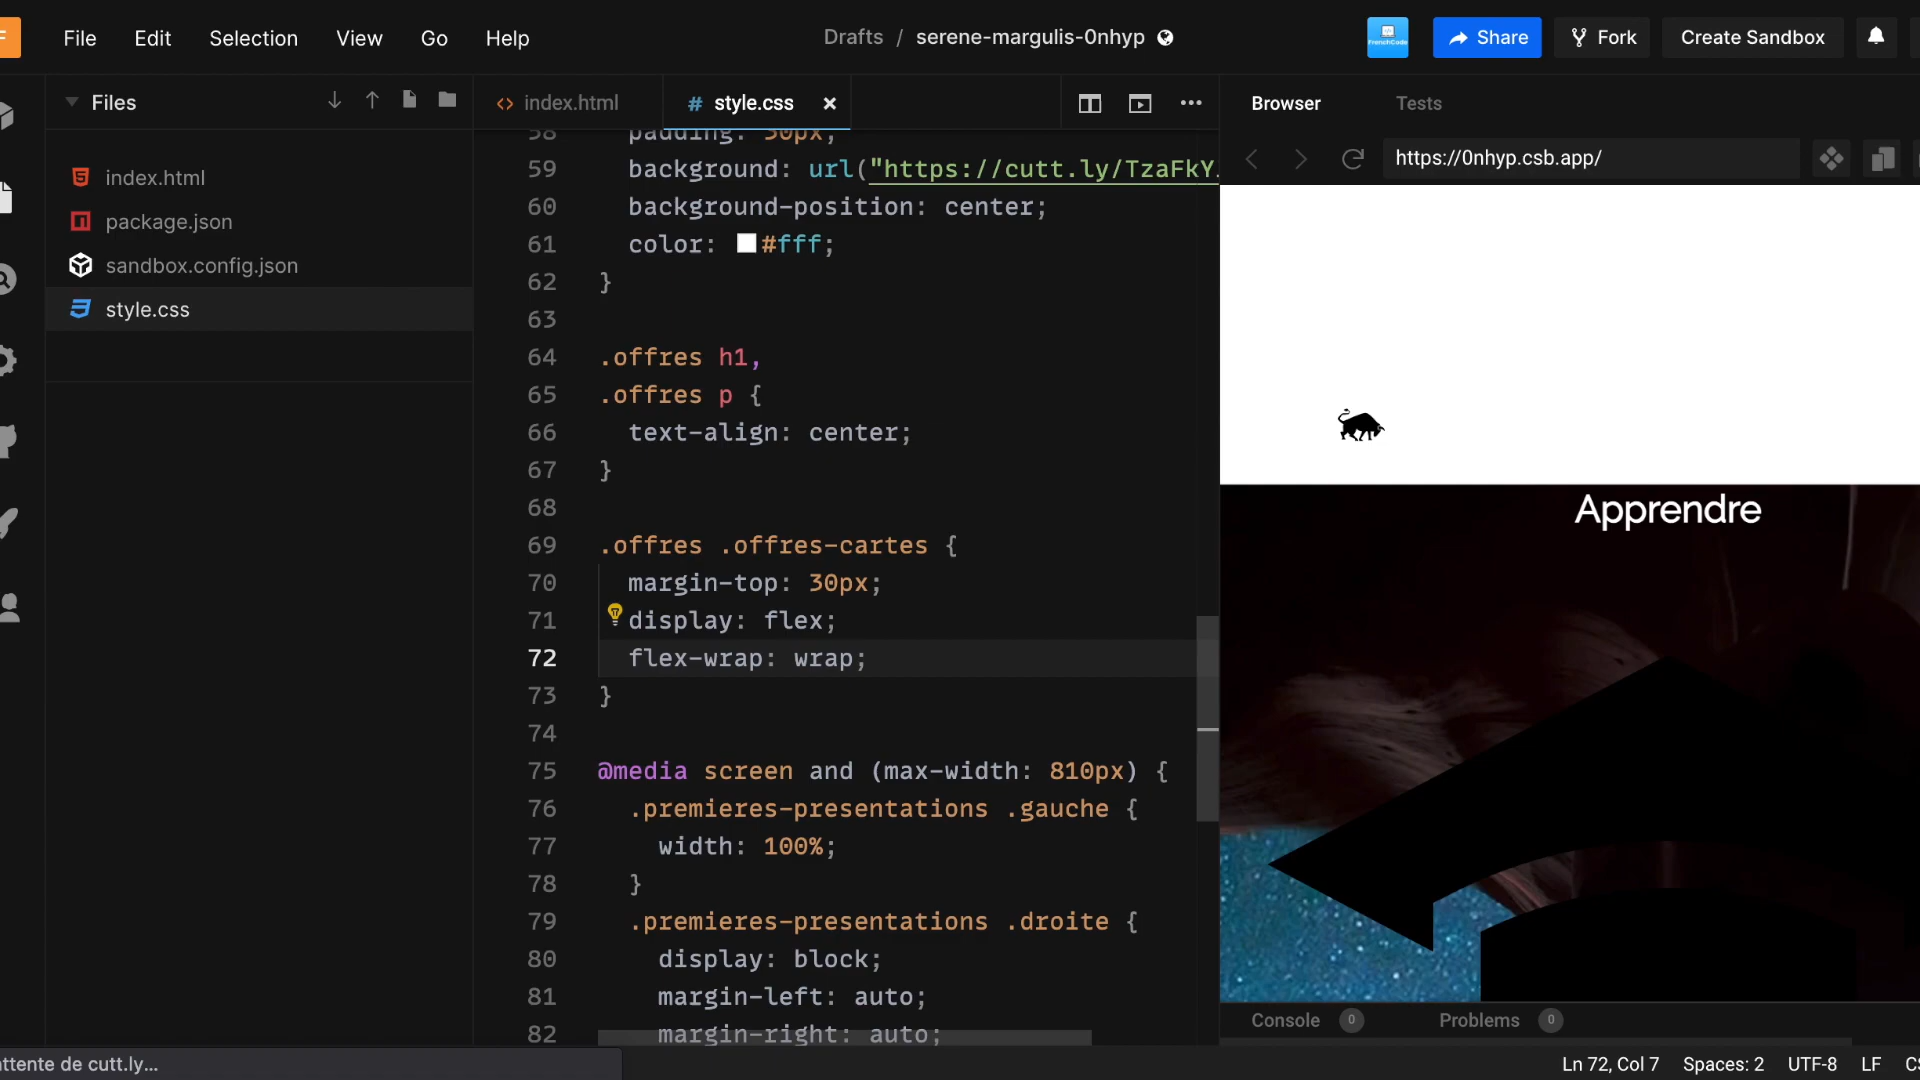 File Edit Selection View Go Help
Drafts / serene-margulis-0nhyp
FrenchCode
Share
Fork
Create Sandbox
Files
index.html
package.json
sandbox.config.json
style.css
index.html
# style.css ×
58 padding: 30px;
59 background: url("https://cutt.ly/TzaFkY
60 background-position: center;
61 color: #fff;
62 }
63
64 .offres h1,
65 .offres p {
66 text-align: center;
67 }
68
69 .offres .offres-cartes {
70 margin-top: 30px;
71 display: flex;
72 flex-wrap: wrap;
73 }
74
75 @media screen and (max-width: 810px) {
76 .premieres-presentations .gauche {
77 width: 100%;
78 }
79 .premieres-presentations .droite {
80 display: block;
81 margin-left: auto;
82 margin-right: auto;
Browser Tests
https://0nhyp.csb.app/
Apprendre
Console 0 Problems 0
ttente de cutt.ly...
Ln 72, Col 7 Spaces: 2 UTF-8 LF